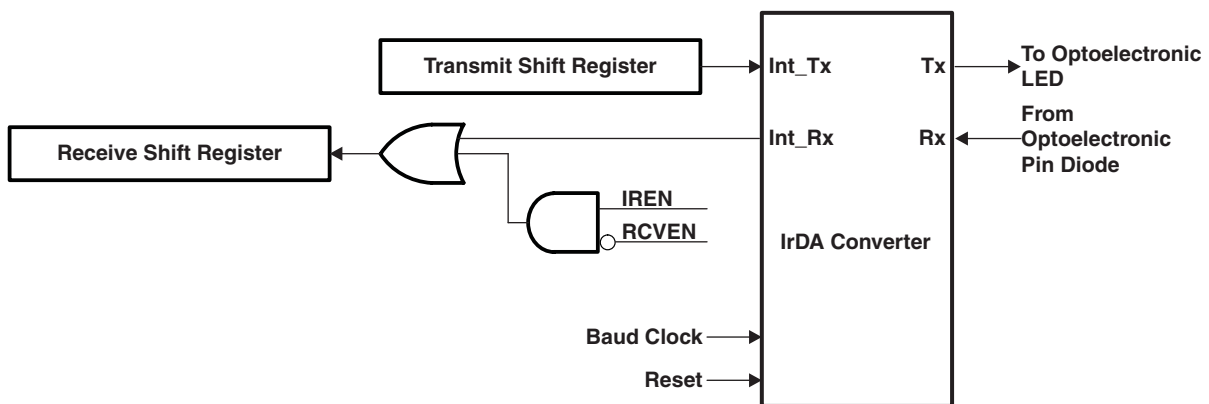 Transmit Shift Register
Int_Tx
Tx
To Optoelectronic
LED
Receive Shift Register
Int_Rx
Rx
From
Optoelectronic
Pin Diode
IREN
RCVEN
IrDA Converter
Baud Clock
Reset